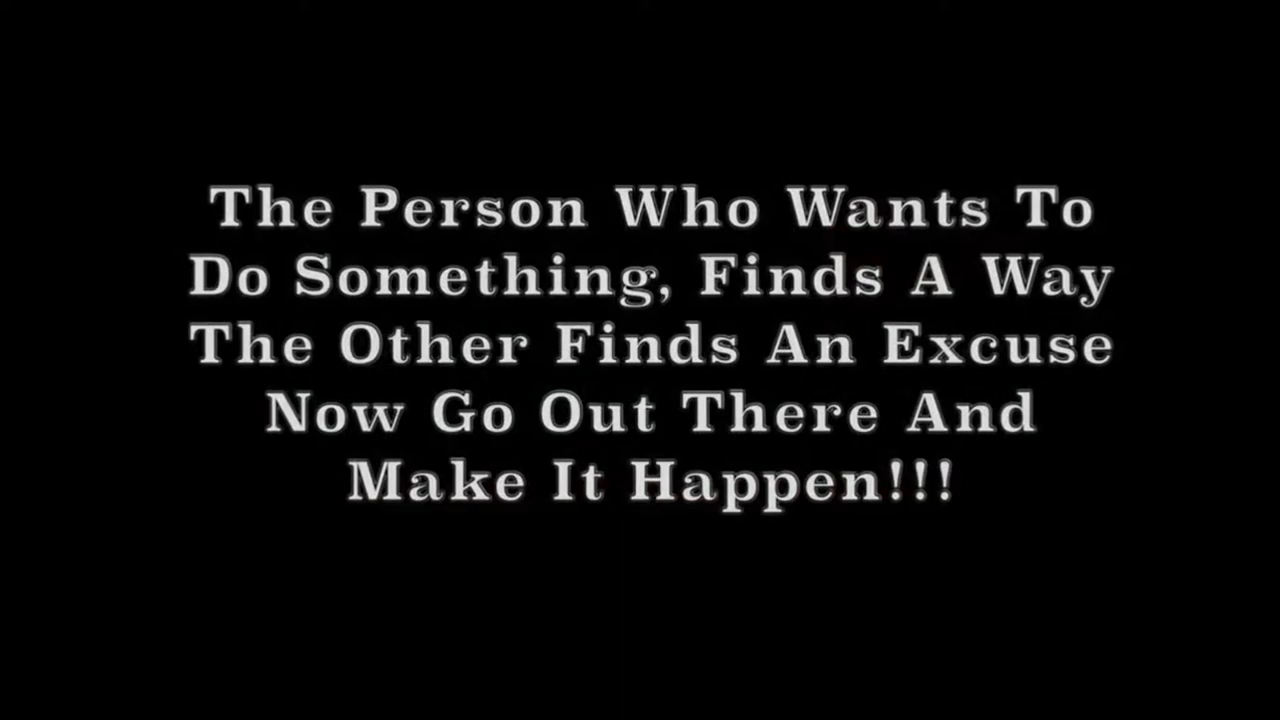 The Person Who Wants To
Do Something, Finds A Way
The Other Finds An Excuse
Now Go Out There And
Make It Happen!!!